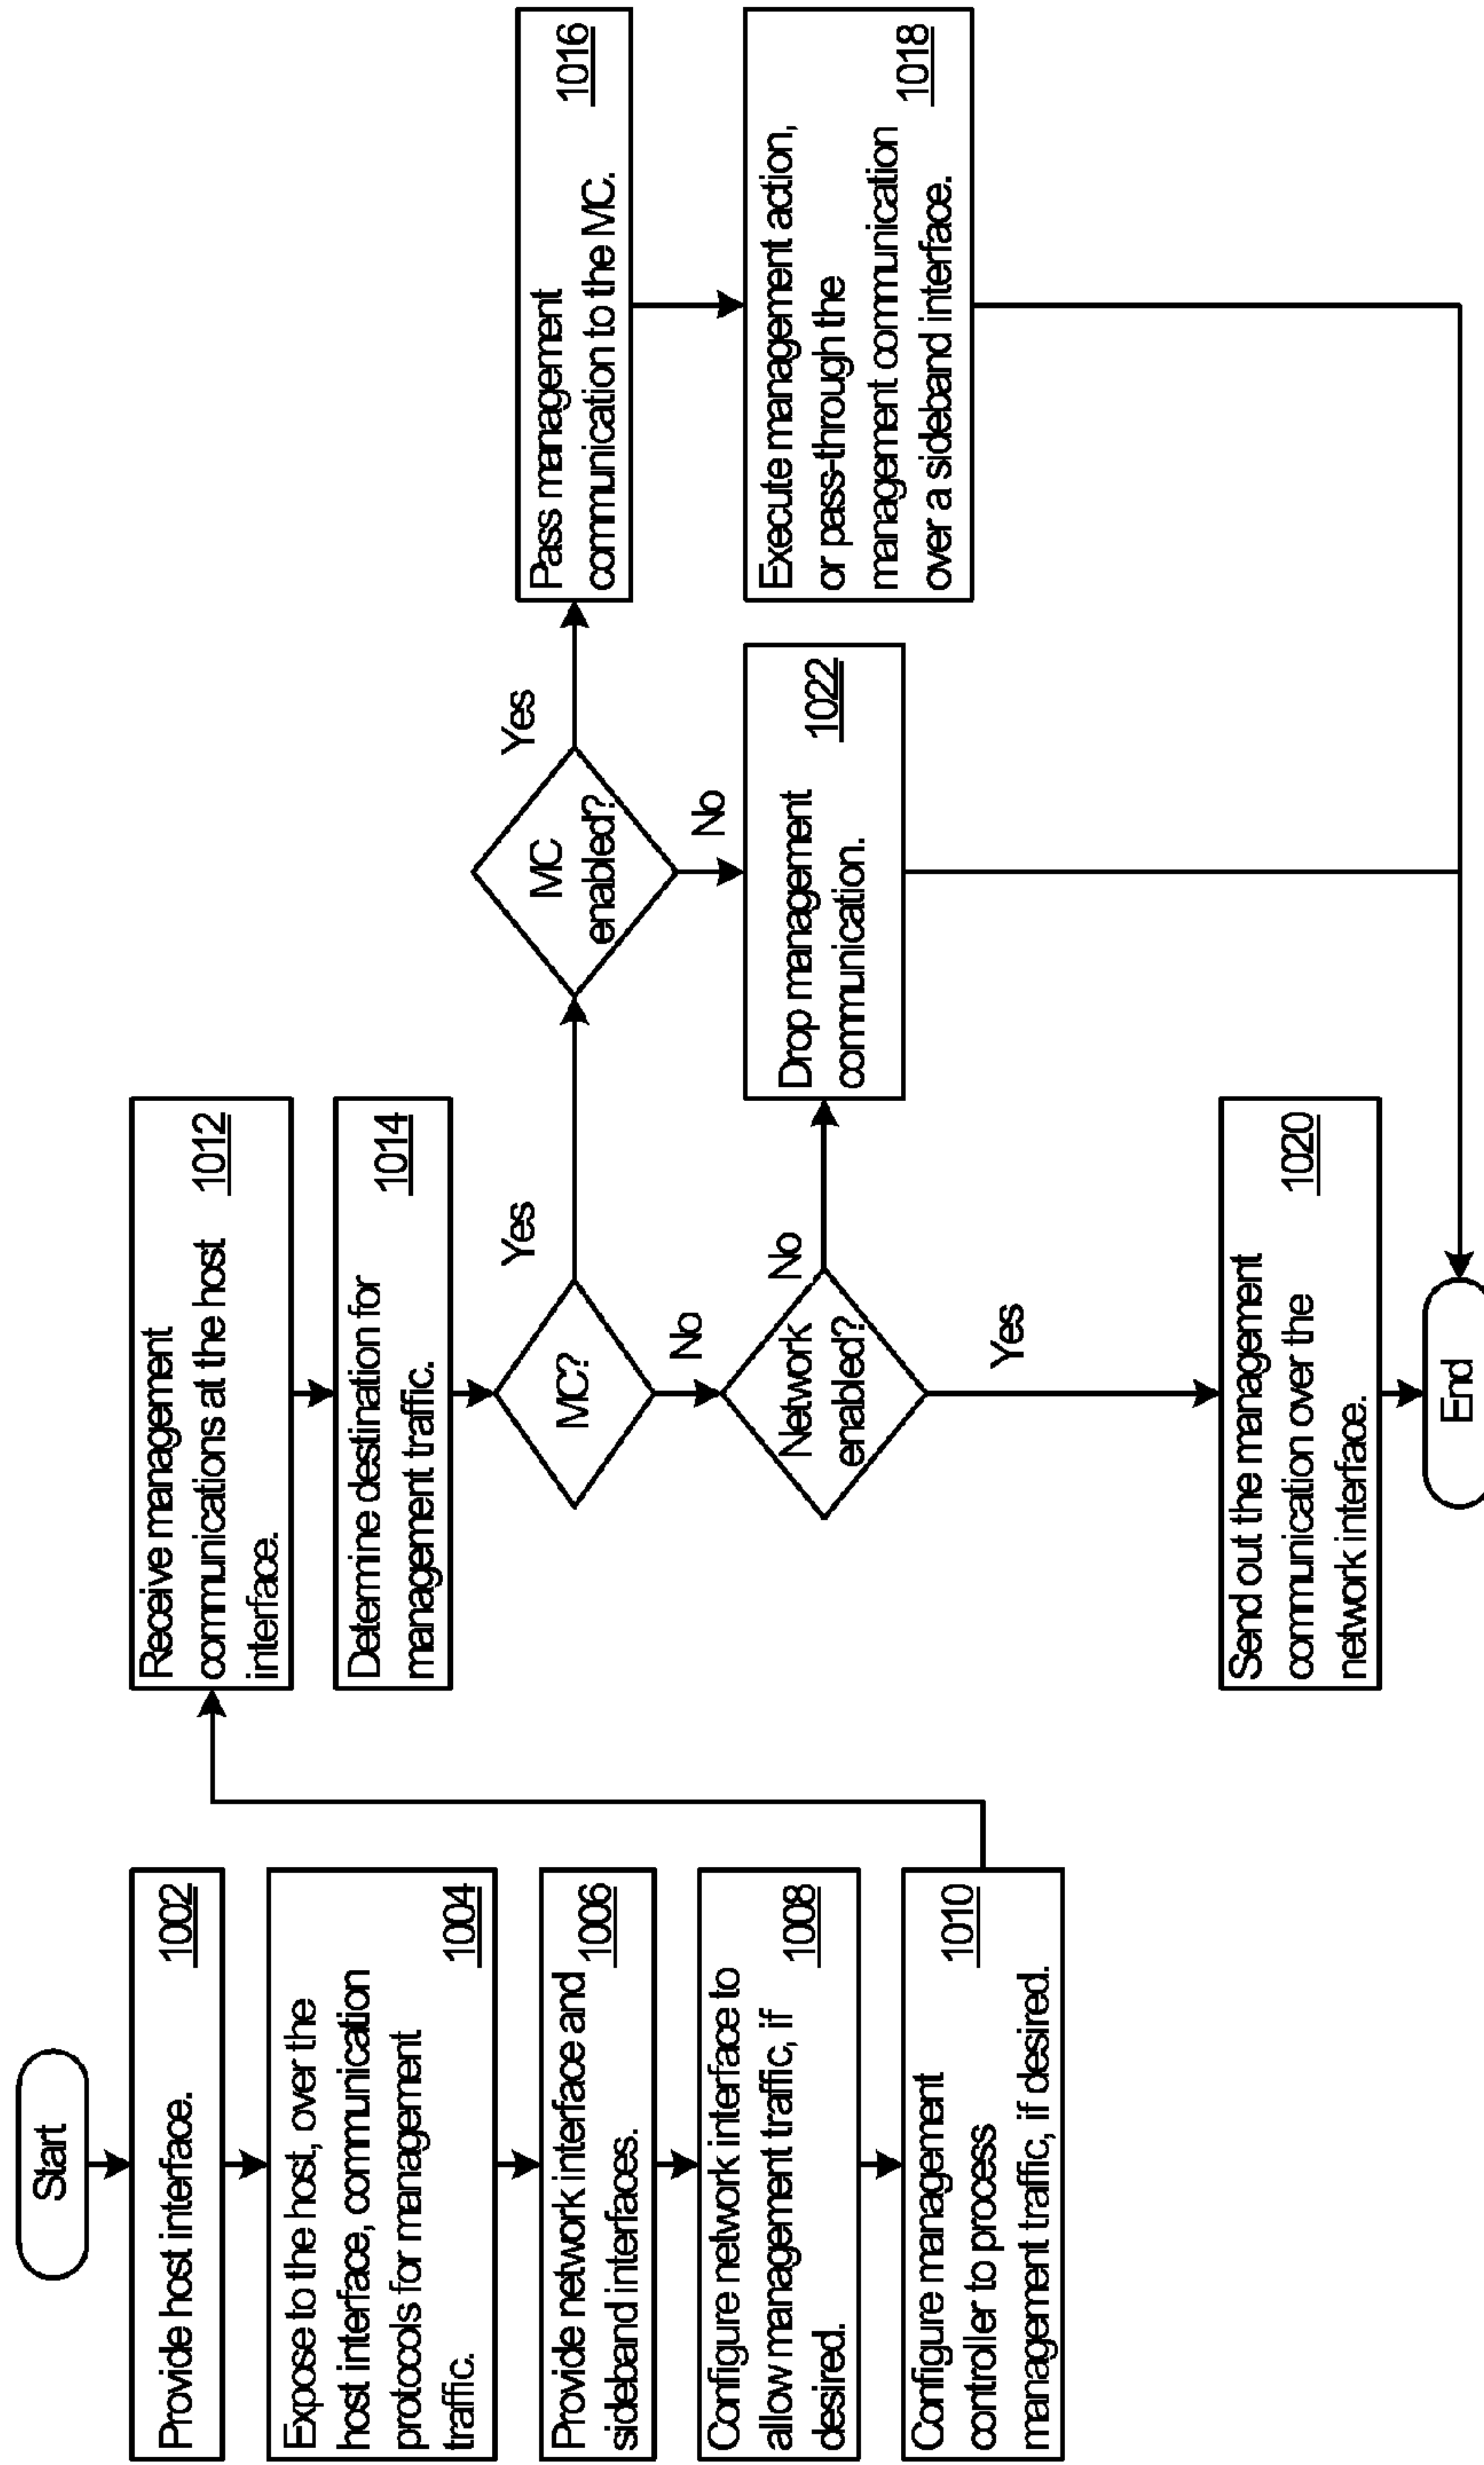 Start
Provide host interface.
1002
Expose to the host, over the
host interface, communication
protocols for management
traffic.
1004
Provide network interface and
sideband interfaces.
1006
Configure network interface to
allow management traffic, if
desired.
1008
Configure management
controller to process
management traffic, if desired.
1010
Receive management
communications at the host
interface.
1012
Determine destination for
management traffic.
1014
MC?
Yes
No
MC
enabled?
Yes
No
Pass management
communication to the MC.
1016
Execute management action,
or pass-through the
management communication
over a sideband interface.
1018
Network
enabled?
No
Yes
Drop management
communication.
1022
Send out the management
communication over the
network interface.
1020
End